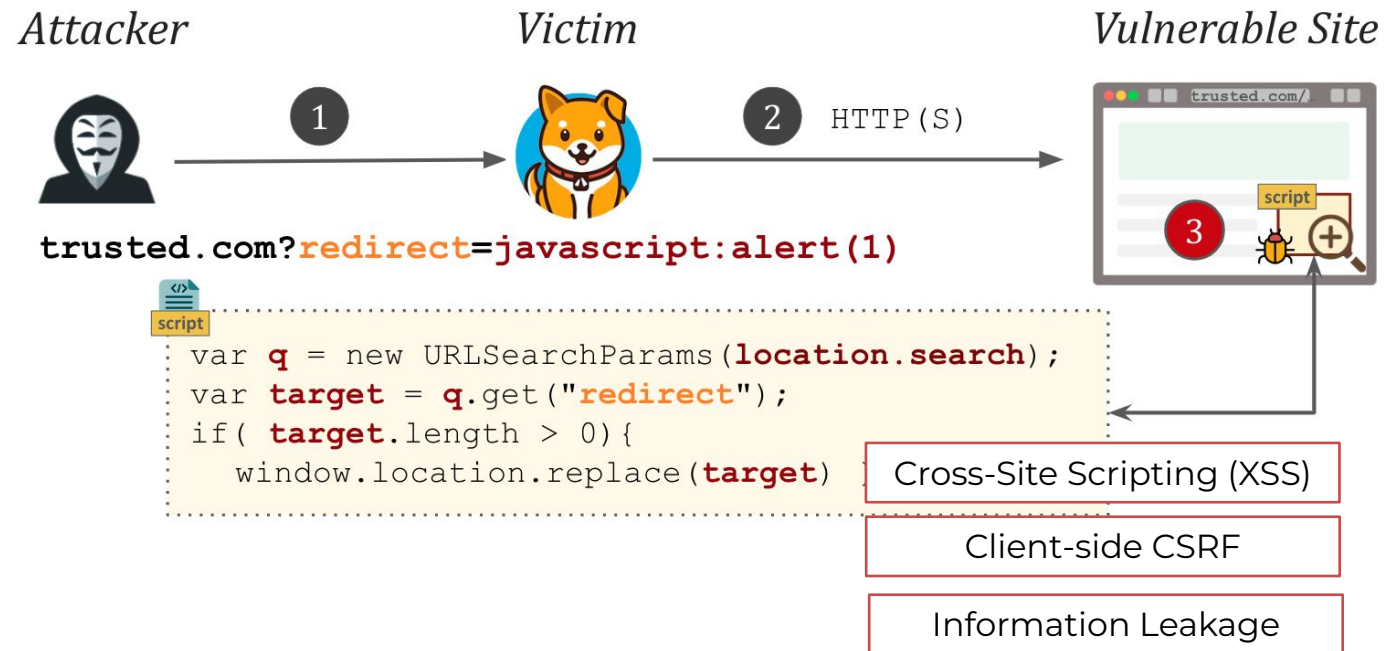 Attacker
Victim
Vulnerable Site
1
2
HTTP(S)
trusted.com/…
script
3
trusted.com?redirect=javascript:alert(1)
</>
script
var q = new URLSearchParams(location.search);
var target = q.get("redirect");
if( target.length > 0){
window.location.replace(target)
Cross-Site Scripting (XSS)
Client-side CSRF
Information Leakage